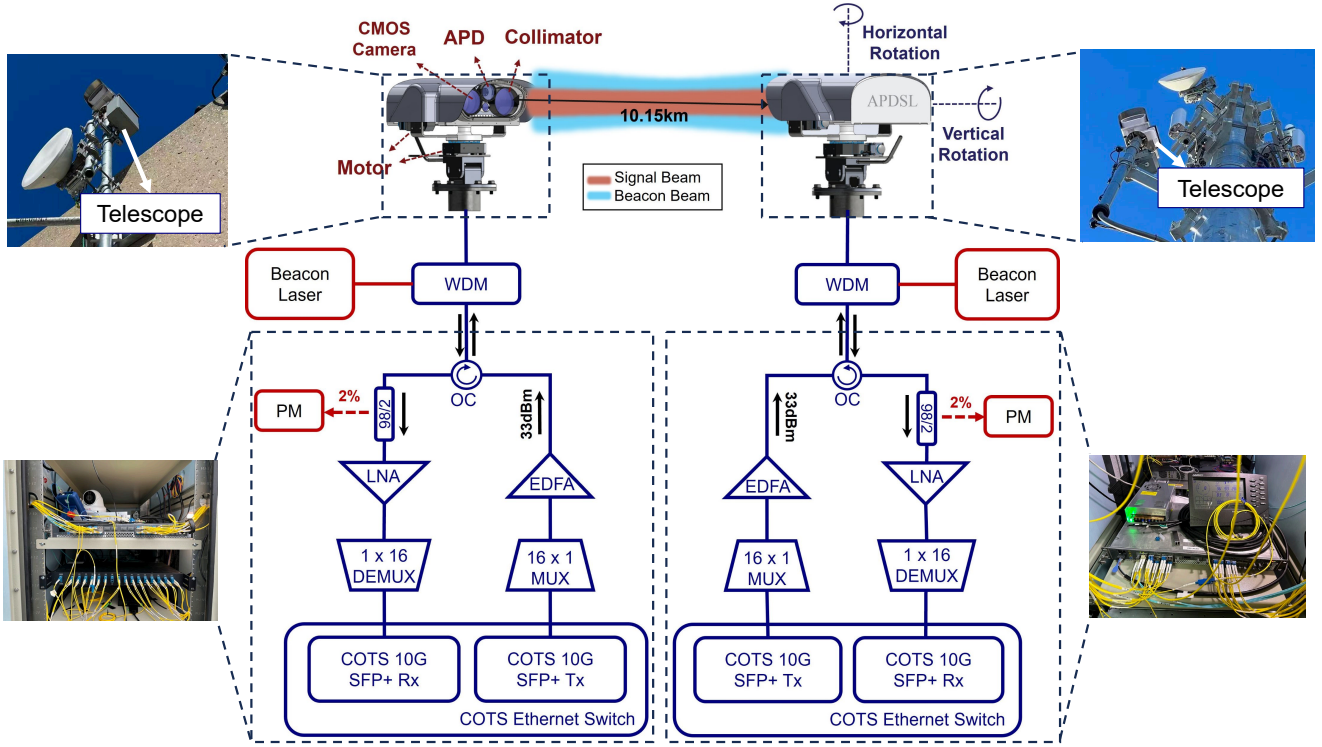 CMOS
Camera
APD
Collimator
Horizontal
Rotation
APDSL
10.15km
Vertical
Rotation
Motor
Signal Beam
Beacon Beam
Telescope
Telescope
Beacon
Laser
WDM
WDM
Beacon
Laser
OC
OC
PM
2%
98/2
33dBm
33dBm
98/2
2%
PM
LNA
EDFA
EDFA
LNA
1 x 16
DEMUX
16 x 1
MUX
16 x 1
MUX
1 x 16
DEMUX
COTS 10G
SFP+ Rx
COTS 10G
SFP+ Tx
COTS 10G
SFP+ Tx
COTS 10G
SFP+ Rx
COTS Ethernet Switch
COTS Ethernet Switch